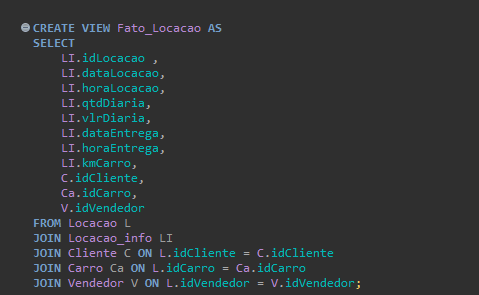 CREATE VIEW Fato_Locacao AS
SELECT
LI.idLocacao ,
LI.dataLocacao,
LI.horaLocacao,
LI.qtdDiaria,
LI.vlrDiaria,
LI.dataEntrega,
LI.horaEntrega,
LI.kmCarro,
C.idCliente,
Ca.idCarro,
V.idVendedor
FROM Locacao L
JOIN Locacao_info LI
JOIN Cliente C ON L.idCliente = C.idCliente
JOIN Carro Ca ON L.idCarro = Ca.idCarro
JOIN Vendedor V ON L.idVendedor = V.idVendedor;